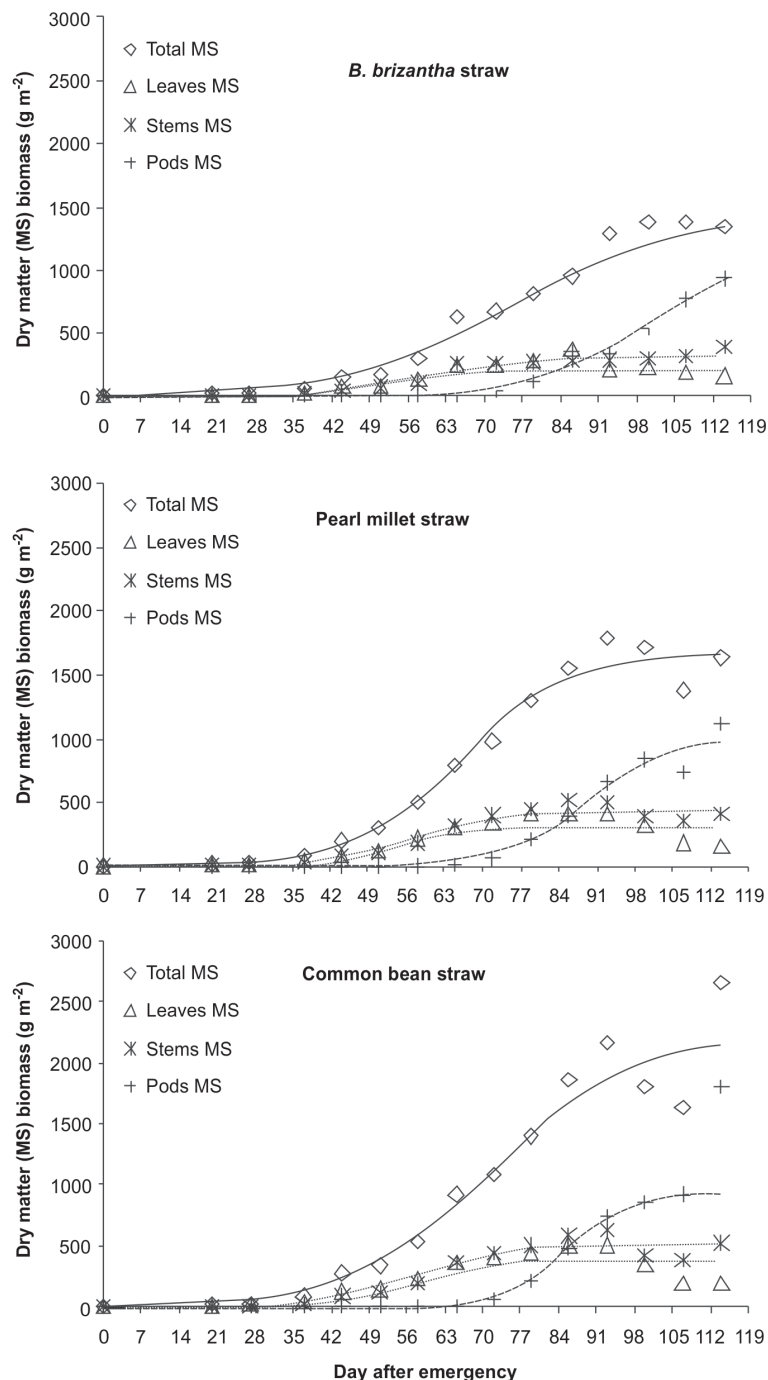 3000
Total MS
B. brizantha straw
Leaves MS
2500
Stems MS
2000
Pods MS
1500
1000
500
0
Dry matter (MS) biomass (g m-2)
0 7 14 21 28 35 42 49 56 63 71 77 84 91 98 105 112 119
3000
Total MS
Pearl millet straw
Leaves MS
2500
Stems MS
2000
Pods MS
1500
1000
500
0
Dry matter (MS) biomass (g m-2)
0 7 14 21 28 35 42 49 56 63 71 77 84 91 98 105 112 119
3000
Total MS
Common bean straw
Leaves MS
2500
Stems MS
2000
Pods MS
1500
1000
500
0
Dry matter (MS) biomass (g m-2)
0 7 14 21 28 35 42 49 56 63 70 77 84 91 98 105 112 119
Day after emergency